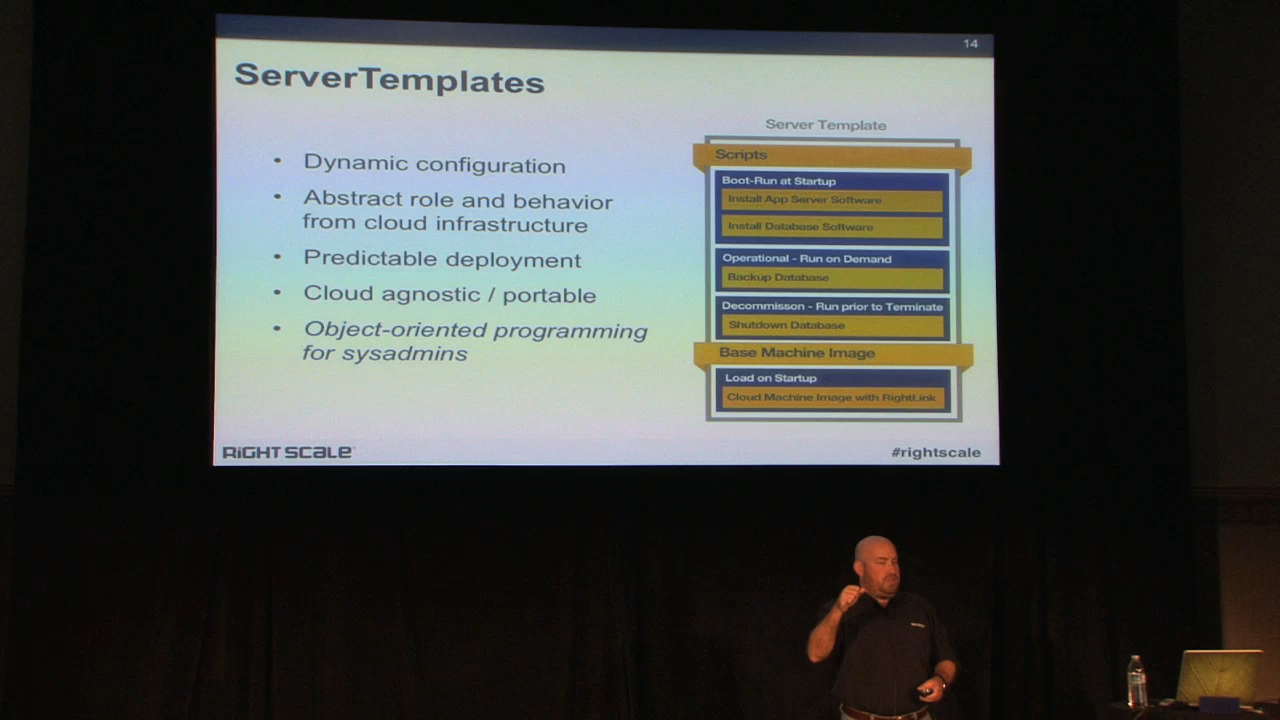 14
ServerTemplates
• Dynamic configuration
• Abstract role and behavior
from cloud infrastructure
• Predictable deployment
• Cloud agnostic / portable
• Object-oriented programming
for sysadmins
Server Template
Scripts
Boot-Run at Startup
Install App Server Software
Install Database Software
Operational - Run on Demand
Backup Database
Decommisson - Run prior to Terminate
Shutdown Database
Base Machine Image
Load on Startup
Cloud Machine Image with RightLink
RIGHTSCALE
#rightscale